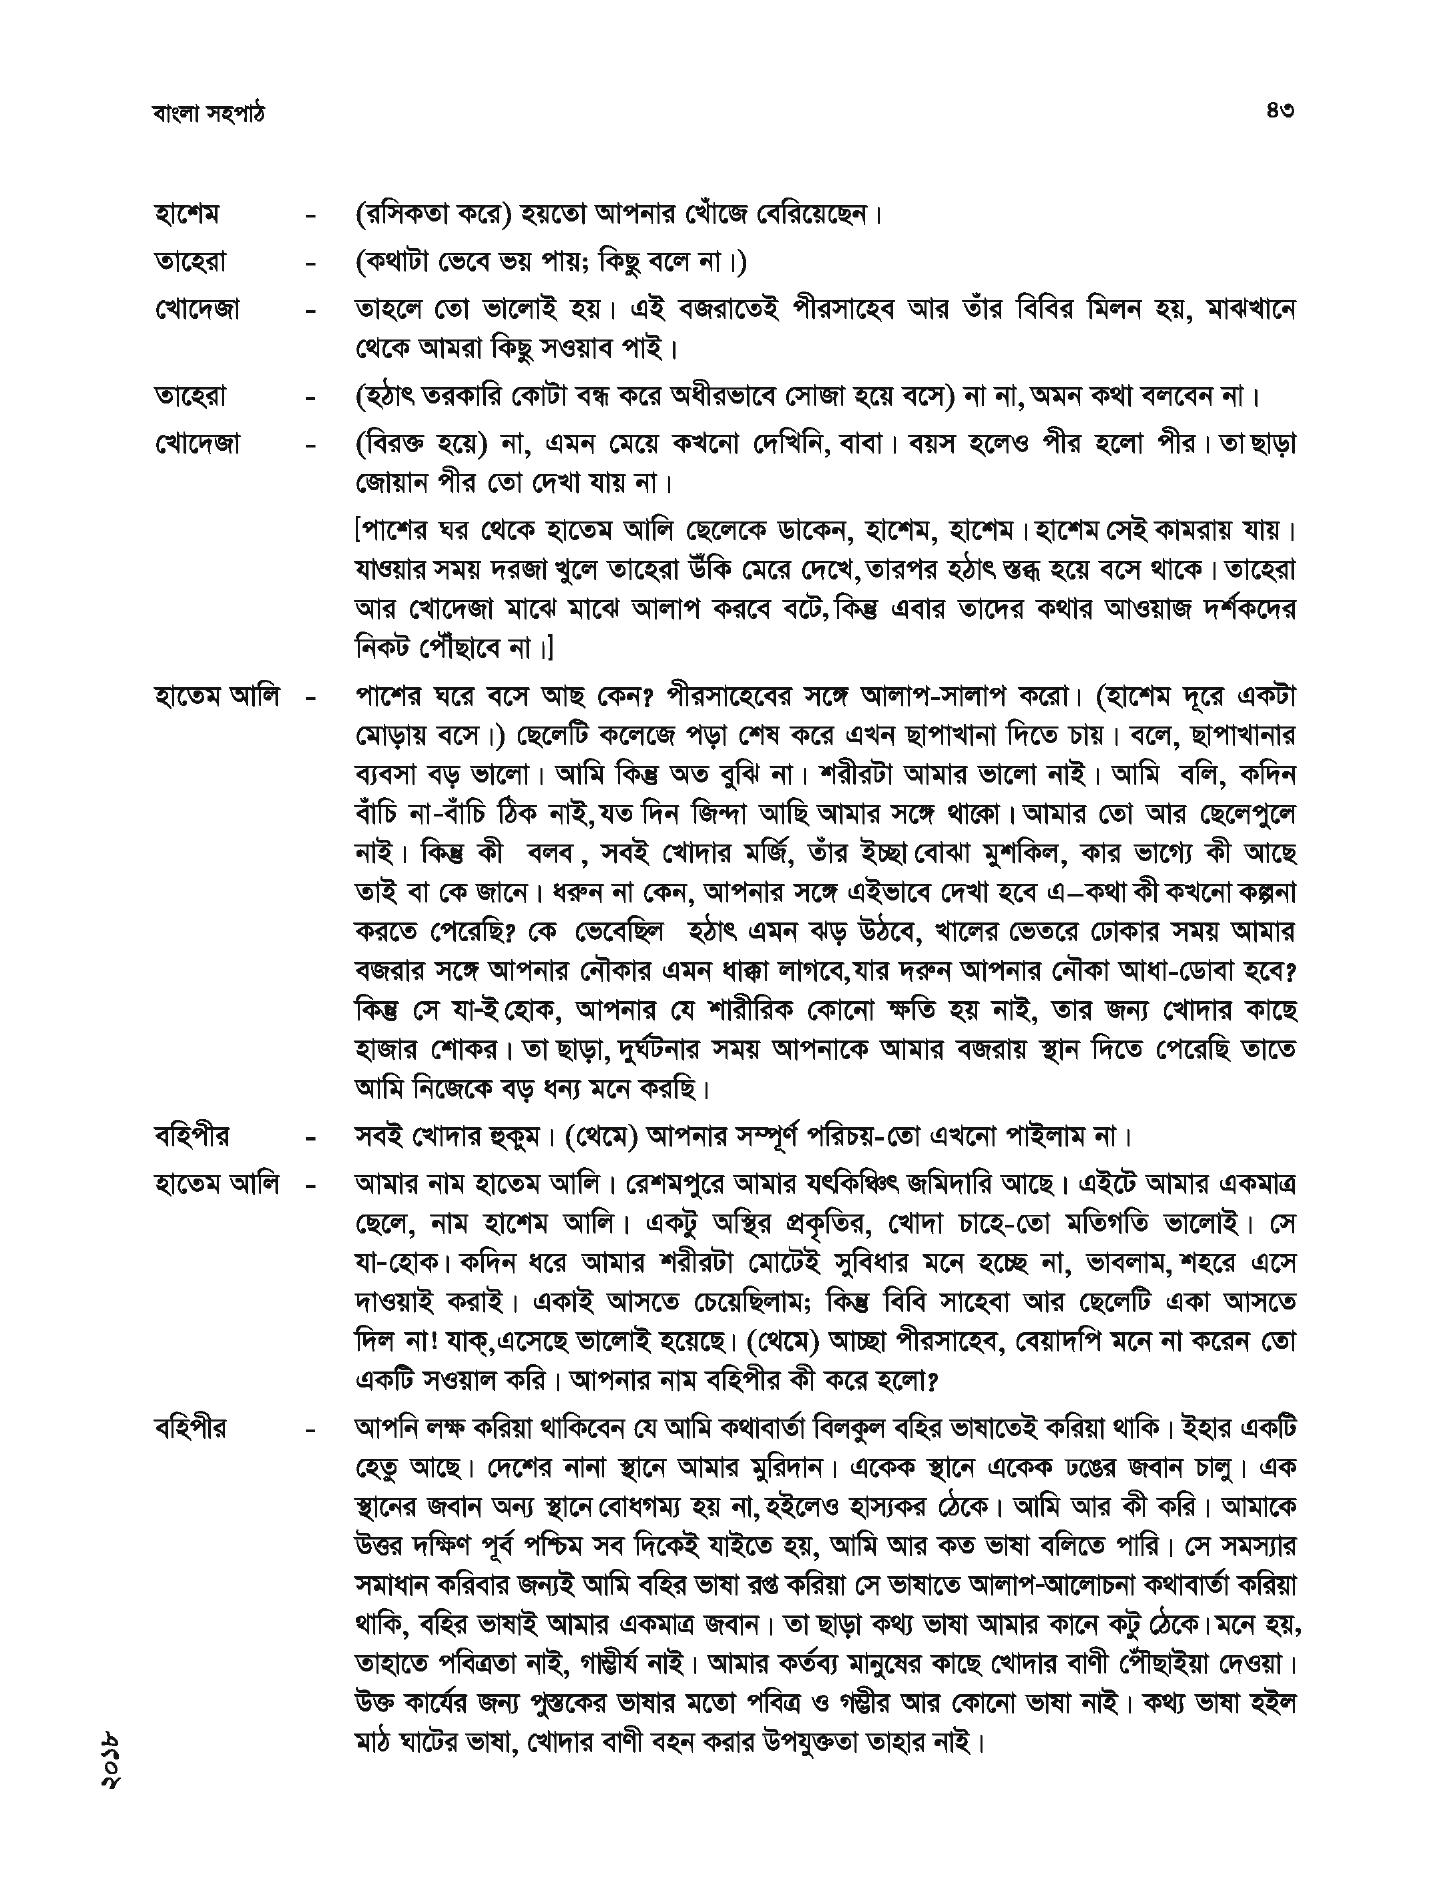 বাংলা সহপাঠ ৪৩
হাশেম - (রসিকতা করে) হয়তো আপনার খোঁজে বেরিয়েছেন।
তাহেরা - (কথাটা ভেবে ভয় পায়; কিছু বলে না।)
খোদেজা - তাহলে তো ভালোই হয়। এই বজরাতেই পীরসাহেব আর তাঁর বিবির মিলন হয়, মাঝখানে
থেকে আমরা কিছু সওয়াব পাই।
তাহেরা - (হঠাৎ তরকারি কোটা বন্ধ করে অধীরভাবে সোজা হয়ে বসে) না না, অমন কথা বলবেন না।
খোদেজা - (বিরক্ত হয়ে) না, এমন মেয়ে কখনো দেখিনি, বাবা। বয়স হলেও পীর হলো পীর। তা ছাড়া
জোয়ান পীর তো দেখা যায় না।
[পাশের ঘর থেকে হাতেম আলি ছেলেকে ডাকেন, হাশেম, হাশেম। হাশেম সেই কামরায় যায়।
যাওয়ার সময় দরজা খুলে তাহেরা উঁকি মেরে দেখে, তারপর হঠাৎ স্তব্ধ হয়ে বসে থাকে। তাহেরা
আর খোদেজা মাঝে মাঝে আলাপ করবে বটে, কিন্তু এবার তাদের কথার আওয়াজ দর্শকদের
নিকট পৌঁছাবে না।]
হাতেম আলি - পাশের ঘরে বসে আছ কেন? পীরসাহেবের সঙ্গে আলাপ-সালাপ করো। (হাশেম দূরে একটা
মোড়ায় বসে।) ছেলেটি কলেজে পড়া শেষ করে এখন ছাপাখানা দিতে চায়। বলে, ছাপাখানার
ব্যবসা বড় ভালো। আমি কিন্তু অত বুঝি না। শরীরটা আমার ভালো নাই। আমি বলি, কদিন
বাঁচি না-বাঁচি ঠিক নাই, যত দিন জিন্দা আছি আমার সঙ্গে থাকো। আমার তো আর ছেলেপুলে
নাই। কিন্তু কী বলব , সবই খোদার মর্জি, তাঁর ইচ্ছা বোঝা মুশকিল, কার ভাগ্যে কী আছে
তাই বা কে জানে। ধরুন না কেন, আপনার সঙ্গে এইভাবে দেখা হবে এ–কথা কী কখনো কল্পনা
করতে পেরেছি? কে ভেবেছিল হঠাৎ এমন ঝড় উঠবে, খালের ভেতরে ঢোকার সময় আমার
বজরার সঙ্গে আপনার নৌকার এমন ধাক্কা লাগবে, যার দরুন আপনার নৌকা আধা-ডোবা হবে?
কিন্তু সে যা-ই হোক, আপনার যে শারীরিক কোনো ক্ষতি হয় নাই, তার জন্য খোদার কাছে
হাজার শোকর। তা ছাড়া, দুর্ঘটনার সময় আপনাকে আমার বজরায় স্থান দিতে পেরেছি তাতে
আমি নিজেকে বড় ধন্য মনে করছি।
বহিপীর - সবই খোদার হুকুম। (থেমে) আপনার সম্পূর্ণ পরিচয়-তো এখনো পাইলাম না।
হাতেম আলি - আমার নাম হাতেম আলি। রেশমপুরে আমার যৎকিঞ্চিৎ জমিদারি আছে। এইটে আমার একমাত্র
ছেলে, নাম হাশেম আলি। একটু অস্থির প্রকৃতির, খোদা চাহে-তো মতিগতি ভালোই। সে
যা-হোক। কদিন ধরে আমার শরীরটা মোটেই সুবিধার মনে হচ্ছে না, ভাবলাম, শহরে এসে
দাওয়াই করাই। একাই আসতে চেয়েছিলাম; কিন্তু বিবি সাহেবা আর ছেলেটি একা আসতে
দিল না! যাক্, এসেছে ভালোই হয়েছে। (থেমে) আচ্ছা পীরসাহেব, বেয়াদপি মনে না করেন তো
একটি সওয়াল করি। আপনার নাম বহিপীর কী করে হলো?
বহিপীর - আপনি লক্ষ করিয়া থাকিবেন যে আমি কথাবার্তা বিলকুল বহির ভাষাতেই করিয়া থাকি। ইহার একটি
হেতু আছে। দেশের নানা স্থানে আমার মুরিদান। একেক স্থানে একেক ঢঙের জবান চালু। এক
স্থানের জবান অন্য স্থানে বোধগম্য হয় না, হইলেও হাস্যকর ঠেকে। আমি আর কী করি। আমাকে
উত্তর দক্ষিণ পূর্ব পশ্চিম সব দিকেই যাইতে হয়, আমি আর কত ভাষা বলিতে পারি। সে সমস্যার
সমাধান করিবার জন্যই আমি বহির ভাষা রপ্ত করিয়া সে ভাষাতে আলাপ-আলোচনা কথাবার্তা করিয়া
থাকি, বহির ভাষাই আমার একমাত্র জবান। তা ছাড়া কথ্য ভাষা আমার কানে কটু ঠেকে। মনে হয়,
তাহাতে পবিত্রতা নাই, গাম্ভীর্য নাই। আমার কর্তব্য মানুষের কাছে খোদার বাণী পৌঁছাইয়া দেওয়া।
উক্ত কার্যের জন্য পুস্তকের ভাষার মতো পবিত্র ও গম্ভীর আর কোনো ভাষা নাই। কথ্য ভাষা হইল
মাঠ ঘাটের ভাষা, খোদার বাণী বহন করার উপযুক্ততা তাহার নাই।
২০১৮